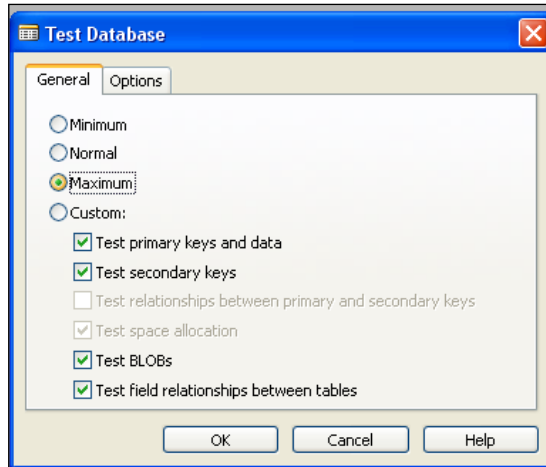 Test Database
General Options
Minimum
Normal
Maximum
Custom:
Test primary keys and data
Test secondary keys
Test relationships between primary and secondary keys
Test space allocation
Test BLOBs
Test field relationships between tables
OK Cancel Help